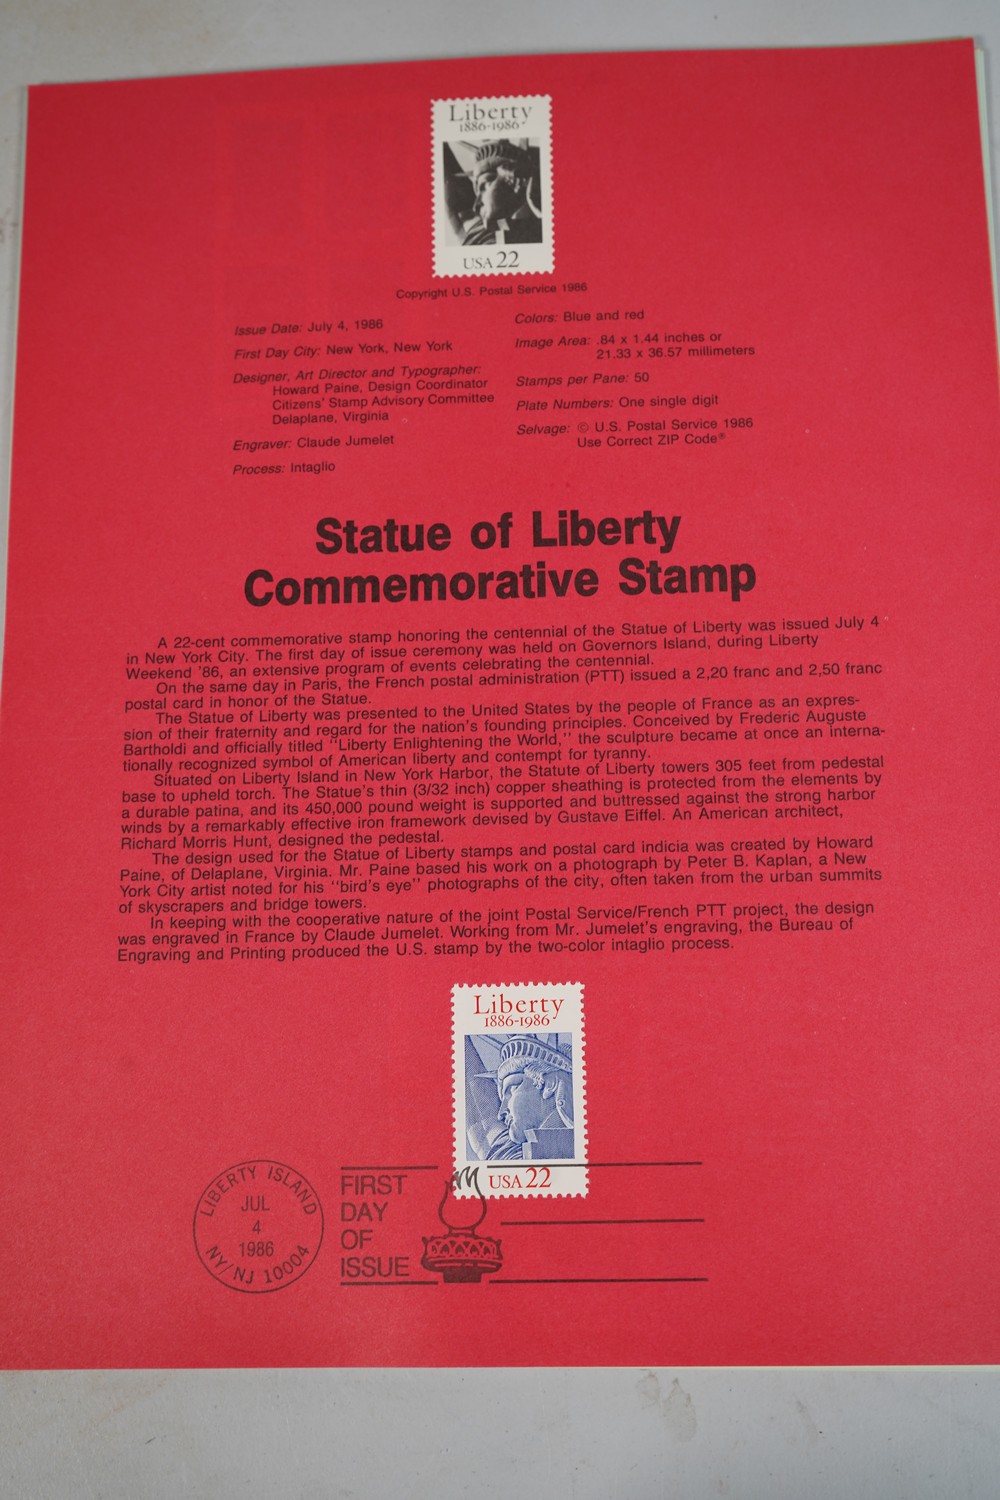 Liberty
1886-1986
USA 22
Copyright U.S. Postal Service 1986
Issue Date: July 4, 1986
First Day City: New York, New York
Designer, Art Director and Typographer:
Howard Paine, Design Coordinator
Citizens' Stamp Advisory Committee
Delaplane, Virginia
Engraver: Claude Jumelet
Process: Intaglio
Colors: Blue and red
Image Area: .84 x 1.44 inches or
21.33 x 36.57 millimeters
Stamps per Pane: 50
Plate Numbers: One single digit
Selvage: © U.S. Postal Service 1986
Use Correct ZIP Code®
Statue of Liberty
Commemorative Stamp
A 22-cent commemorative stamp honoring the centennial of the Statue of Liberty was issued July 4
in New York City. The first day of issue ceremony was held on Governors Island, during Liberty
Weekend '86, an extensive program of events celebrating the centennial.
On the same day in Paris, the French postal administration (PTT) issued a 2,20 franc and 2,50 franc
postal card in honor of the Statue.
The Statue of Liberty was presented to the United States by the people of France as an expres-
sion of their fraternity and regard for the nation's founding principles. Conceived by Frederic Auguste
Bartholdi and officially titled "Liberty Enlightening the World," the sculpture became at once an interna-
tionally recognized symbol of American liberty and contempt for tyranny.
Situated on Liberty Island in New York Harbor, the Statute of Liberty towers 305 feet from pedestal
base to upheld torch. The Statue's thin (3/32 inch) copper sheathing is protected from the elements by
a durable patina, and its 450,000 pound weight is supported and buttressed against the strong harbor
winds by a remarkably effective iron framework devised by Gustave Eiffel. An American architect,
Richard Morris Hunt, designed the pedestal.
The design used for the Statue of Liberty stamps and postal card indicia was created by Howard
Paine, of Delaplane, Virginia. Mr. Paine based his work on a photograph by Peter B. Kaplan, a New
York City artist noted for his "bird's eye" photographs of the city, often taken from the urban summits
of skyscrapers and bridge towers.
In keeping with the cooperative nature of the joint Postal Service/French PTT project, the design
was engraved in France by Claude Jumelet. Working from Mr. Jumelet's engraving, the Bureau of
Engraving and Printing produced the U.S. stamp by the two-color intaglio process.
Liberty
1886-1986
USA 22
LIBERTY ISLAND
JUL
4
1986
NY/NJ 10004
FIRST
DAY
OF
ISSUE